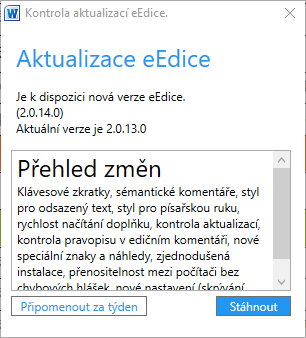 Kontrola aktualizací eEdice.
Aktualizace eEdice
Je k dispozici nová verze eEdice.
(2.0.14.0)
Aktuální verze je 2.0.13.0
Přehled změn
Klávesové zkratky, sémantické komentáře, styl
pro odsazený text, styl pro písařskou ruku,
rychlost načítání doplňku, kontrola aktualizací,
kontrola pravopisu v edičním komentáři, nové
speciální znaky a náhledy, zjednodušená
instalace, přenositelnost mezi počítači bez
chybových hlášek, nové nastavení (skrývání
Připomenout za týden
Stáhnout